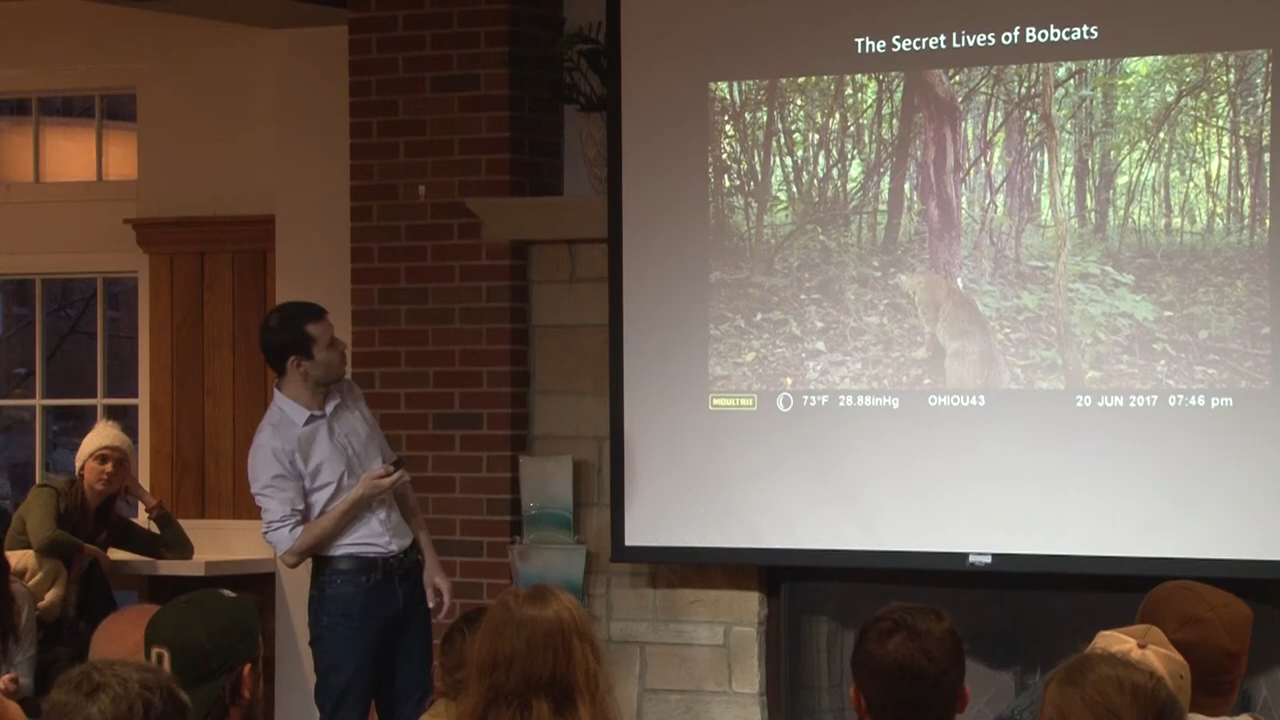 The Secret Lives of Bobcats
MOULTRIE 73°F 28.88inHg OHIOU43 20 JUN 2017 07:46 pm